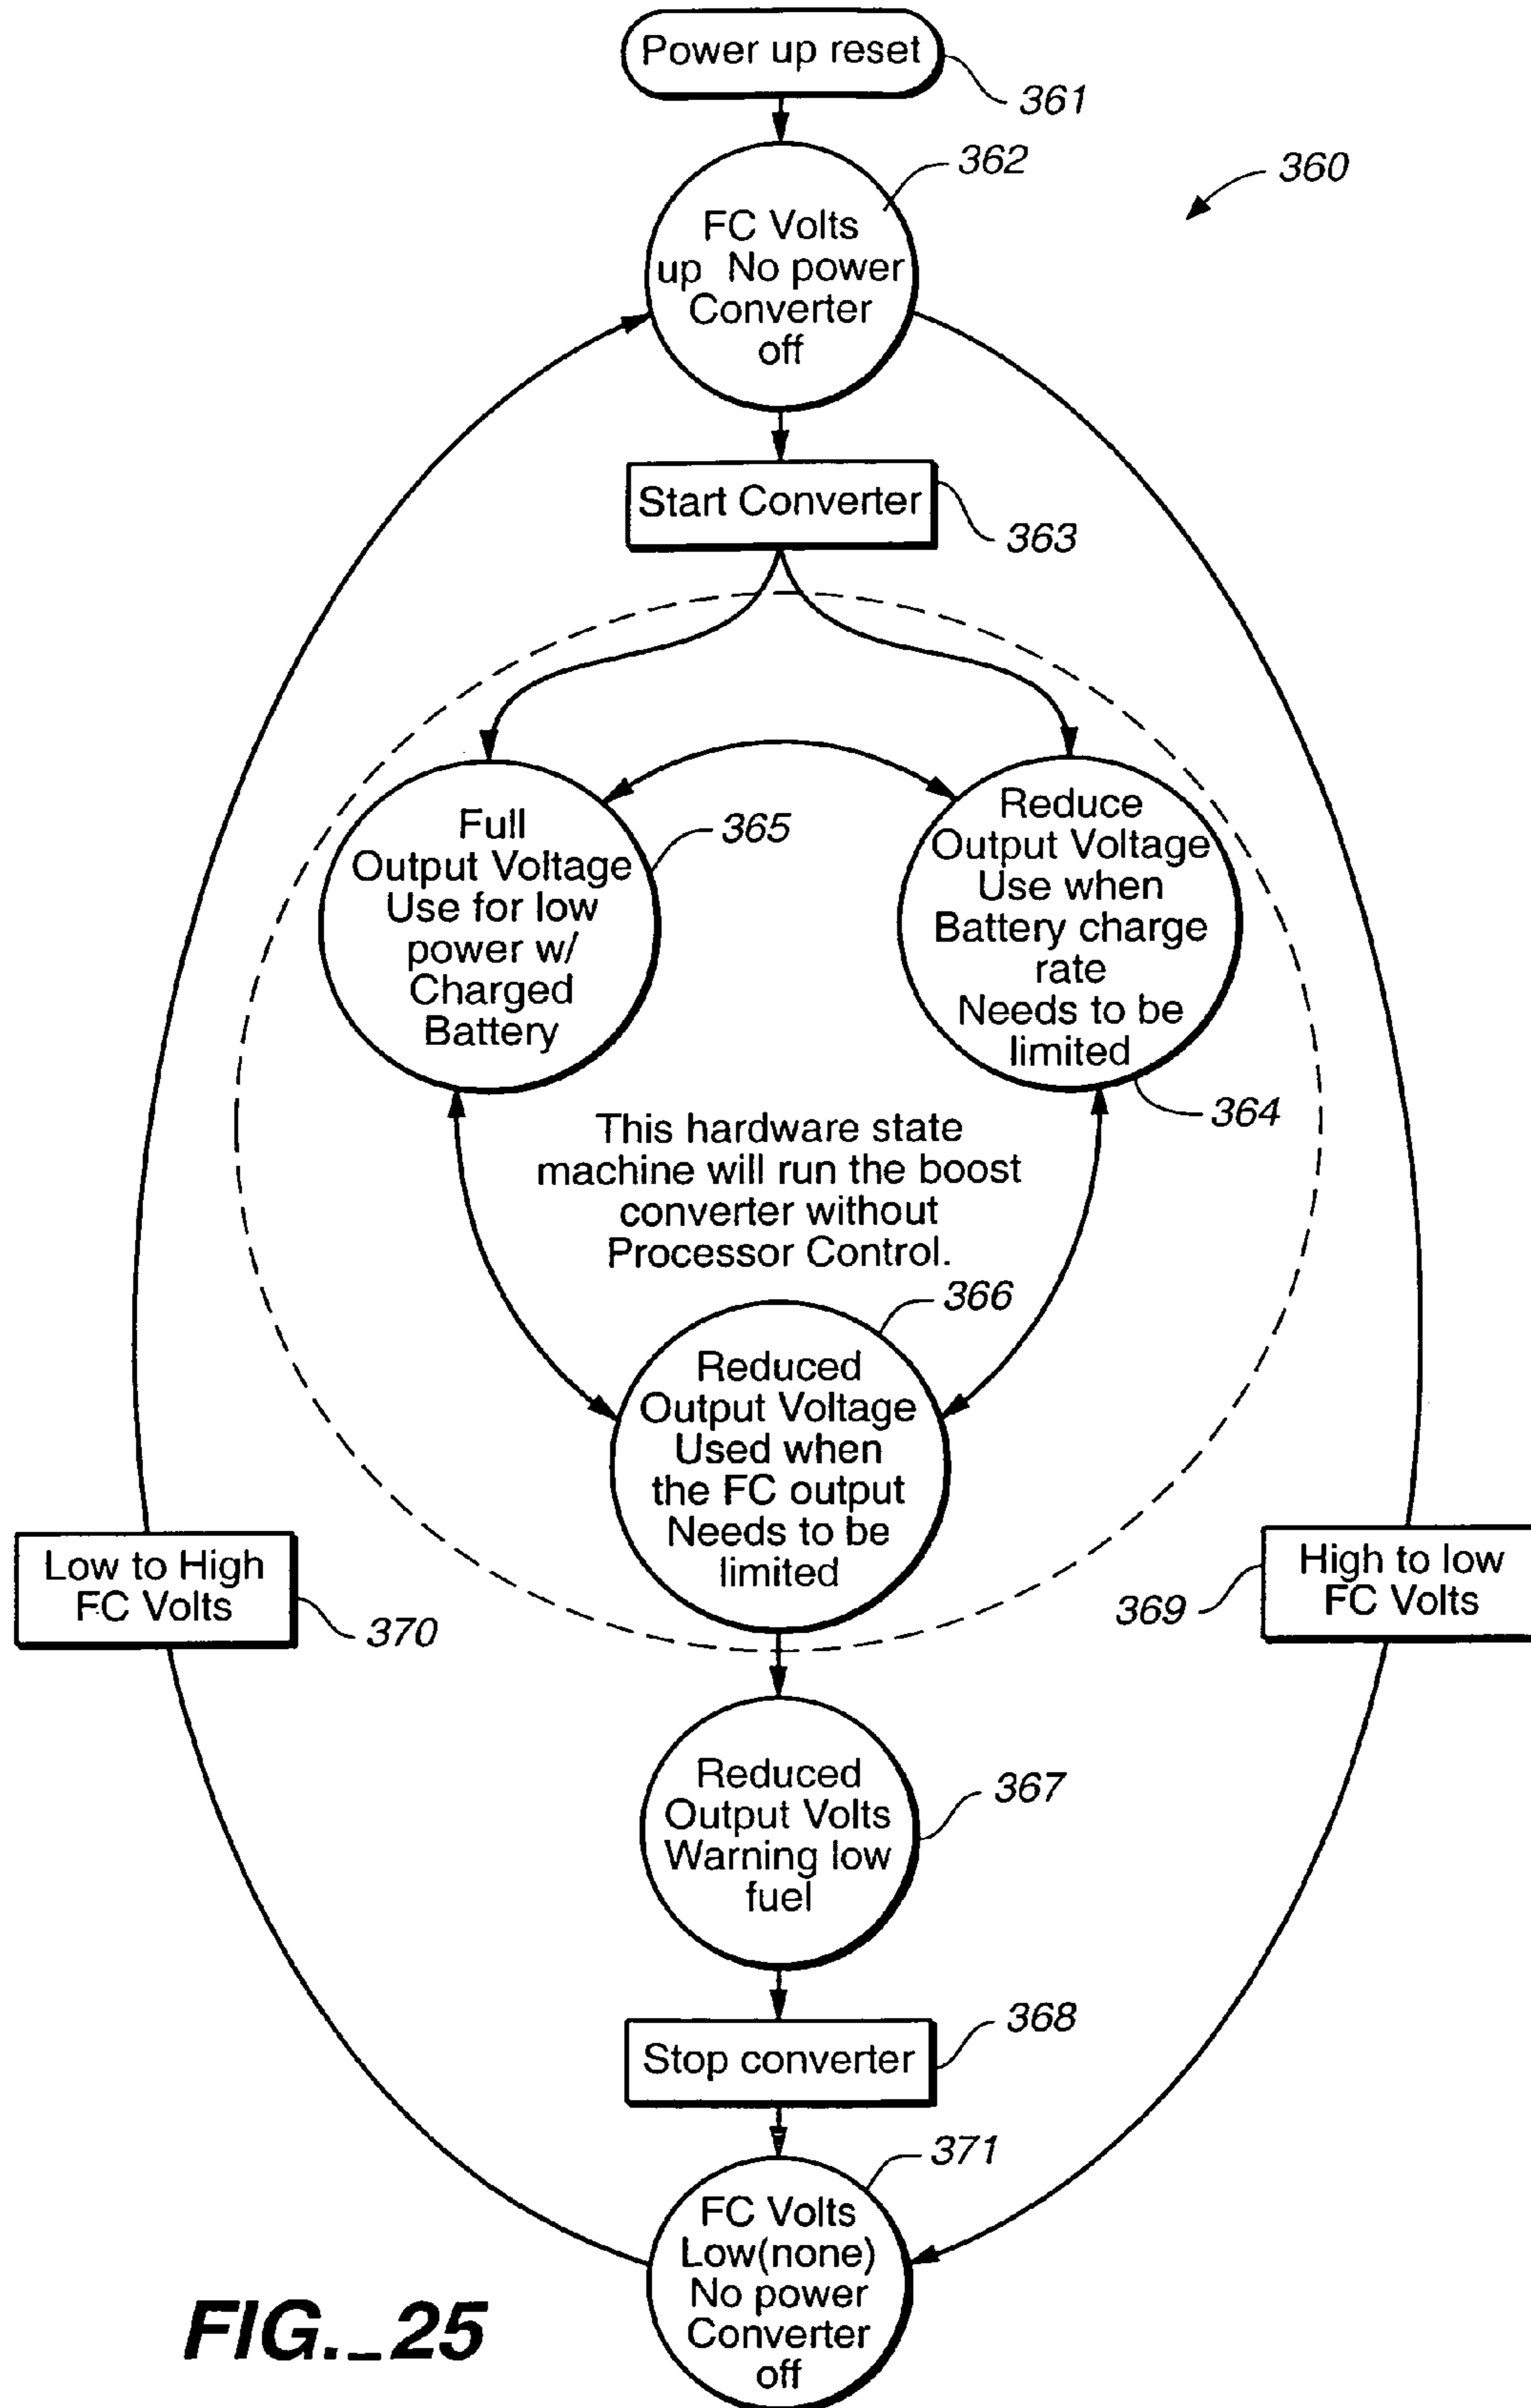 Power up reset
361
362
360
FC Volts
up No power
Converter
off
Start Converter
363
Full
Output Voltage
Use for low
power w/
Charged
Battery
365
Reduce
Output Voltage
Use when
Battery charge
rate
Needs to be
limited
364
This hardware state
machine will run the boost
converter without
Processor Control.
366
Reduced
Output Voltage
Used when
the FC output
Needs to be
limited
Low to High
FC Volts
370
High to low
FC Volts
369
Reduced
Output Volts
Warning low
fuel
367
Stop converter
368
371
FC Volts
Low(none)
No power
Converter
off
FIG._25